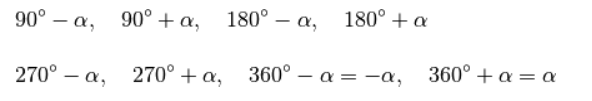 90° − α, 90° + α, 180° − α, 180° + α
270° − α, 270° + α, 360° − α = −α, 360° + α = α